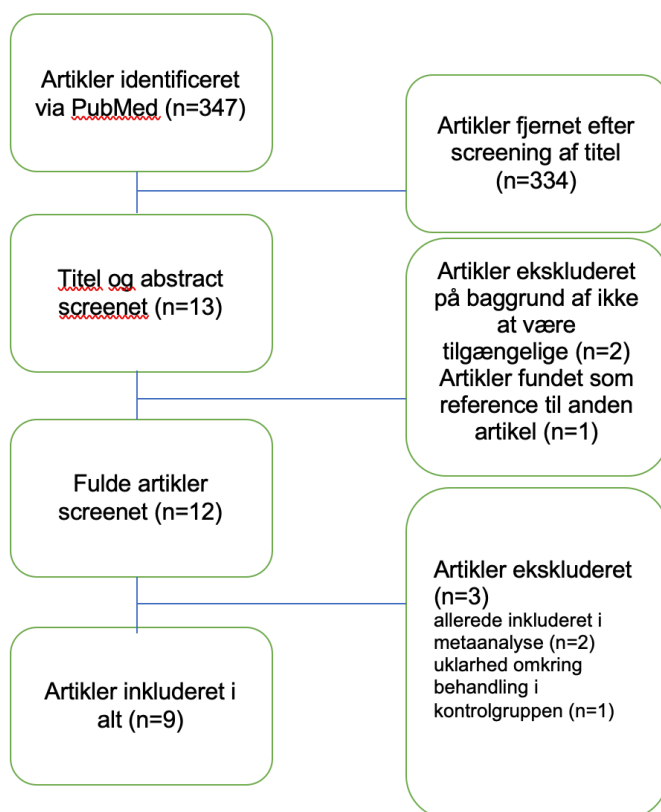 Artikler identificeret
via PubMed (n=347)
Artikler fjernet efter
screening af titel
(n=334)
Titel og abstract
screenet (n=13)
Artikler ekskluderet
på baggrund af ikke
at være
tilgængelige (n=2)
Artikler fundet som
reference til anden
artikel (n=1)
Fulde artikler
screenet (n=12)
Artikler ekskluderet
(n=3)
allerede inkluderet i
metaanalyse (n=2)
uklarhed omkring
behandling i
kontrolgruppen (n=1)
Artikler inkluderet i
alt (n=9)